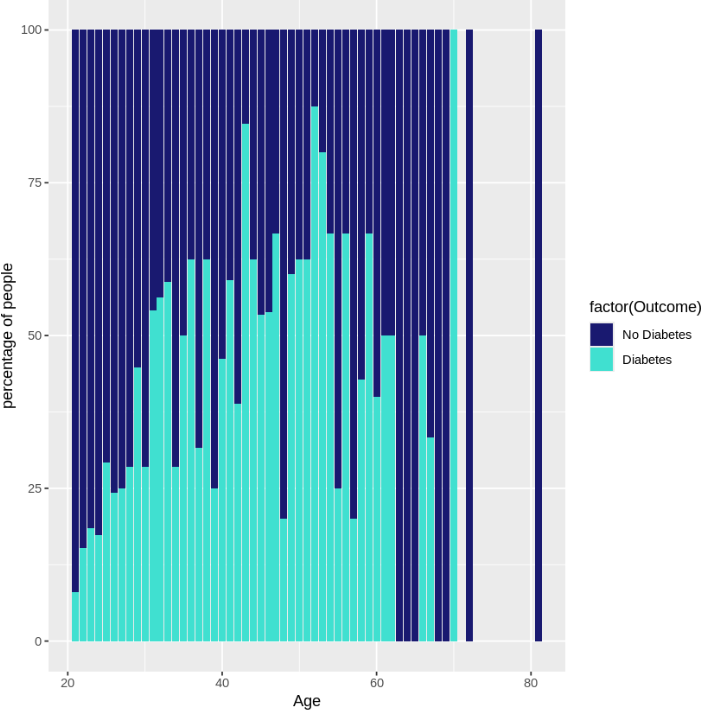 100
75
50
25
0
percentage of people
20
40
60
80
Age
factor(Outcome)
No Diabetes
Diabetes